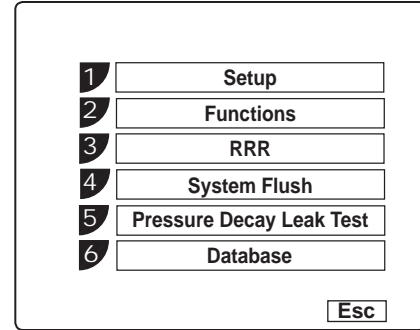 1 Setup
2 Functions
3 RRR
4 System Flush
5 Pressure Decay Leak Test
6 Database
Esc